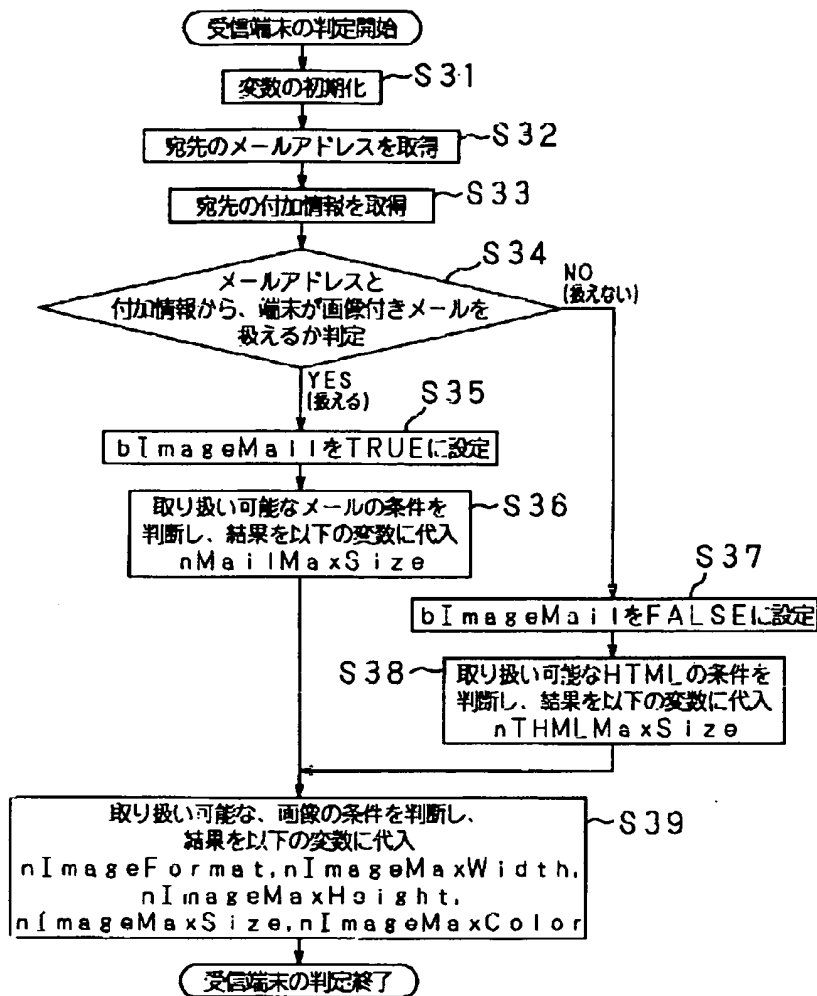 受信端末の判定開始
S31
変数の初期化
S32
宛先のメールアドレスを取得
S33
宛先の付加情報を取得
S34
メールアドレスと
付加情報から、端末が画像付きメールを
扱えるか判定
NO
(扱えない)
YES
(扱える)
S35
bImageMailをTRUEに設定
S36
取り扱い可能なメールの条件を
判断し、結果を以下の変数に代入
nMailMaxSize
S37
bImageMailをFALSEに設定
S38
取り扱い可能なHTMLの条件を
判断し、結果を以下の変数に代入
nTHMLMaxSize
S39
取り扱い可能な、画像の条件を判断し、
結果を以下の変数に代入
nImageFormat,nImageMaxWidth,
nImageMaxHeight,
nImageMaxSize,nImageMaxColor
受信端末の判定終了